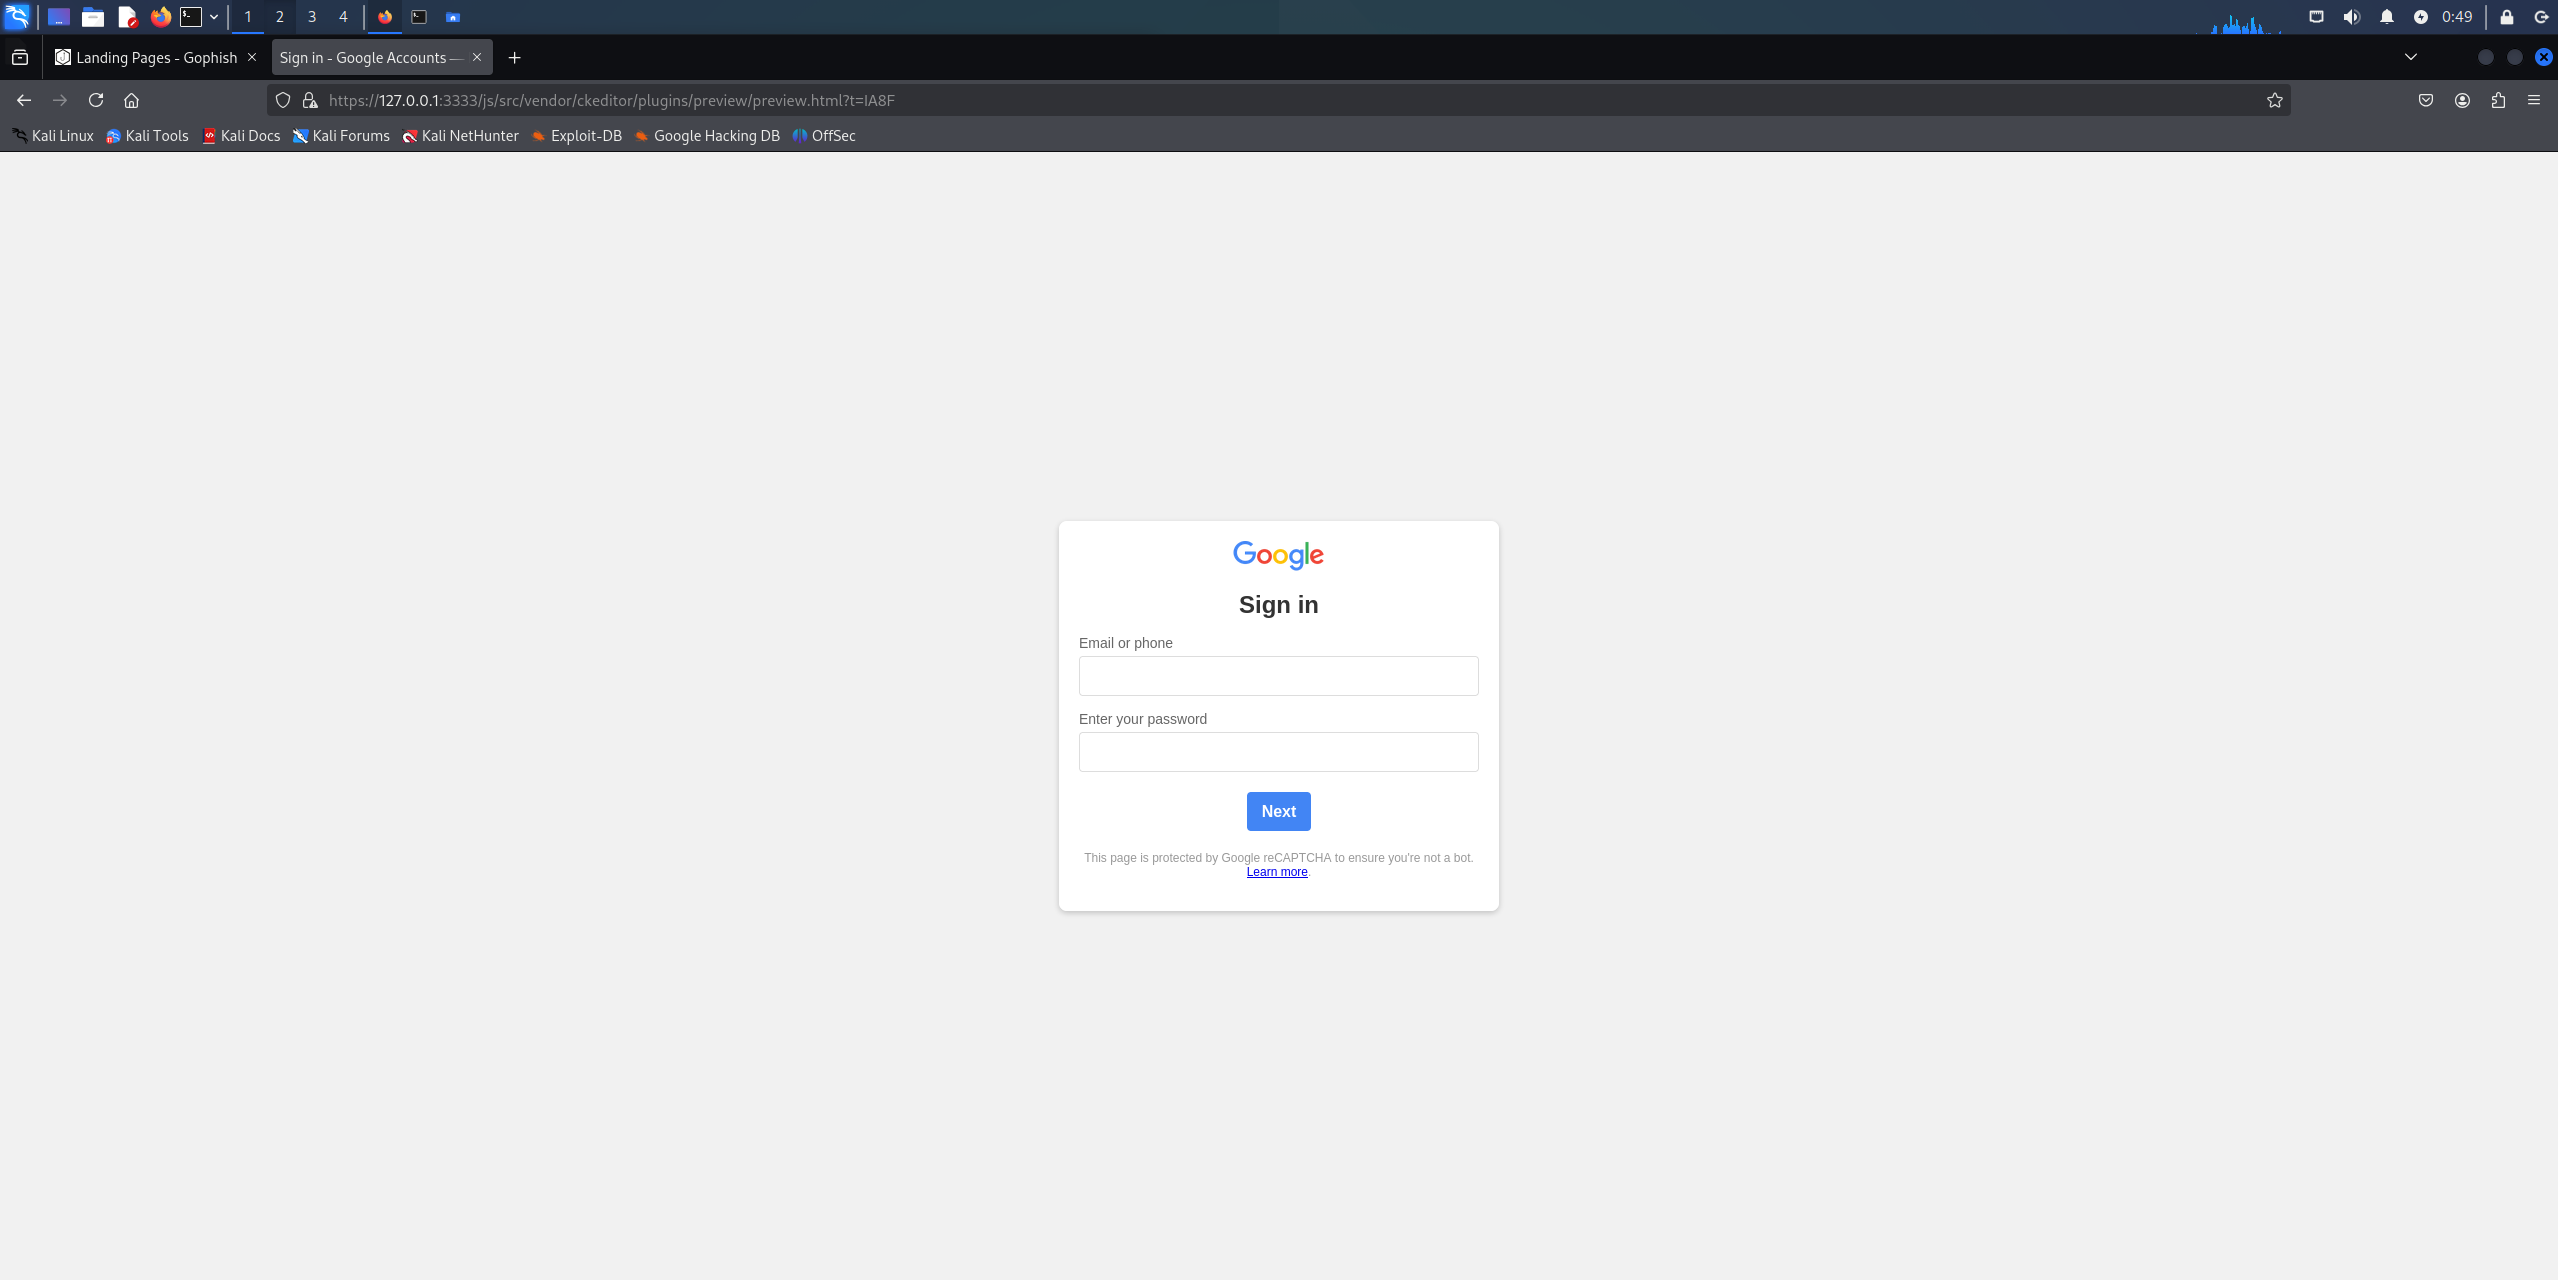 1 2 3 4 0:49
Landing Pages - Gophish Sign in - Google Accounts —
https://127.0.0.1:3333/js/src/vendor/ckeditor/plugins/preview/preview.html?t=IA8F
Kali Linux Kali Tools Kali Docs Kali Forums Kali NetHunter Exploit-DB Google Hacking DB OffSec
Google
Sign in
Email or phone
Enter your password
Next
This page is protected by Google reCAPTCHA to ensure you're not a bot.
Learn more.